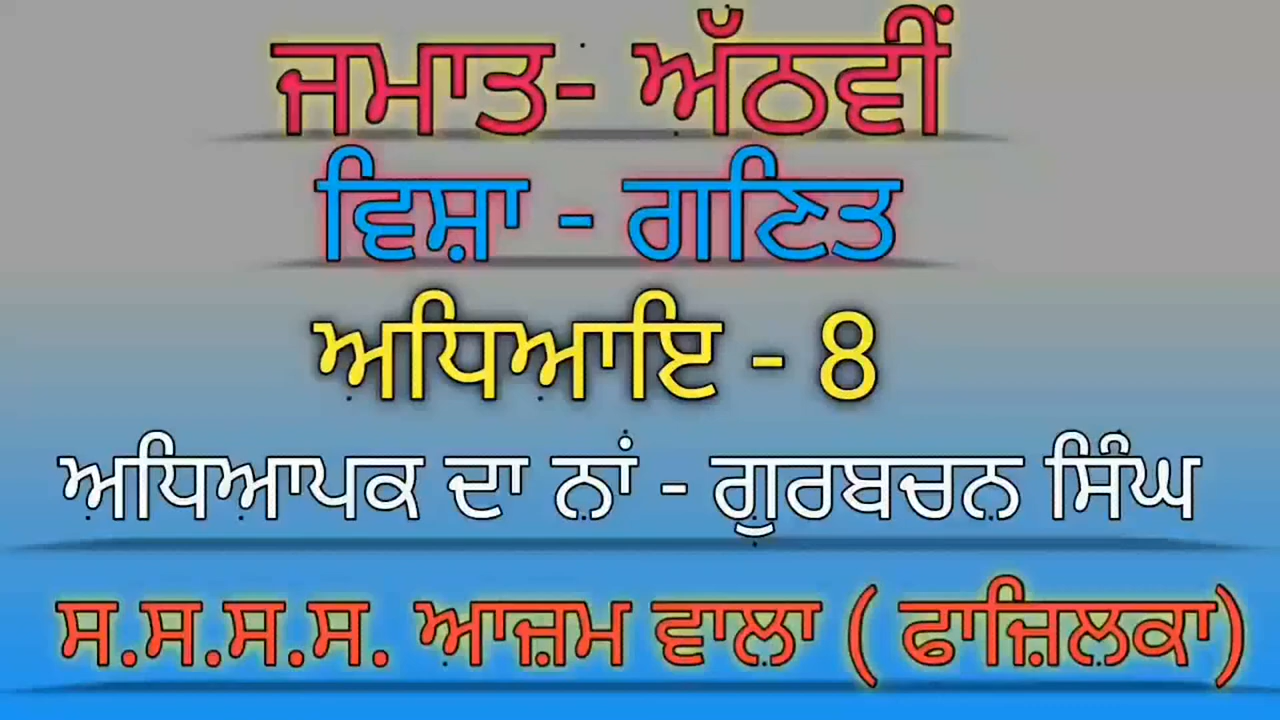 ਜਮਾਤ- ਅੱਠਵੀਂ
ਵਿਸ਼ਾ - ਗਣਿਤ
ਅਧਿਆਇ - 8
ਅਧਿਆਪਕ ਦਾ ਨਾਂ - ਗੁਰਬਚਨ ਸਿੰਘ
ਸ.ਸ.ਸ.ਸ. ਆਜ਼ਮ ਵਾਲਾ ( ਫਾਜ਼ਿਲਕਾ)